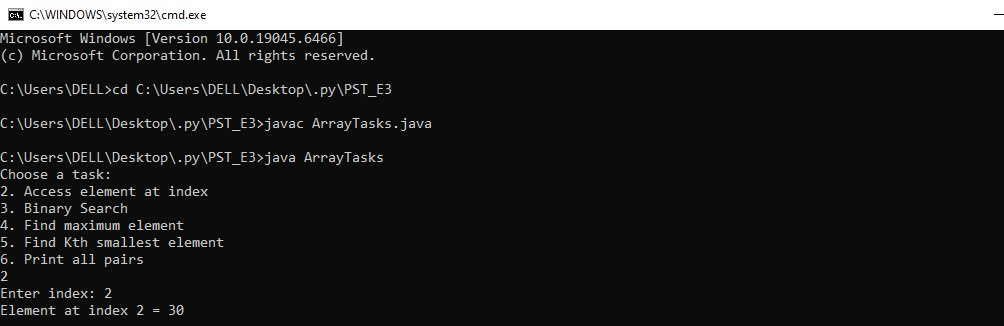 C:\WINDOWS\system32\cmd.exe
Microsoft Windows [Version 10.0.19045.6466]
(c) Microsoft Corporation. All rights reserved.
C:\Users\DELL>cd C:\Users\DELL\Desktop\.py\PST_E3
C:\Users\DELL\Desktop\.py\PST_E3>javac ArrayTasks.java
C:\Users\DELL\Desktop\.py\PST_E3>java ArrayTasks
Choose a task:
2. Access element at index
3. Binary Search
4. Find maximum element
5. Find Kth smallest element
6. Print all pairs
2
Enter index: 2
Element at index 2 = 30